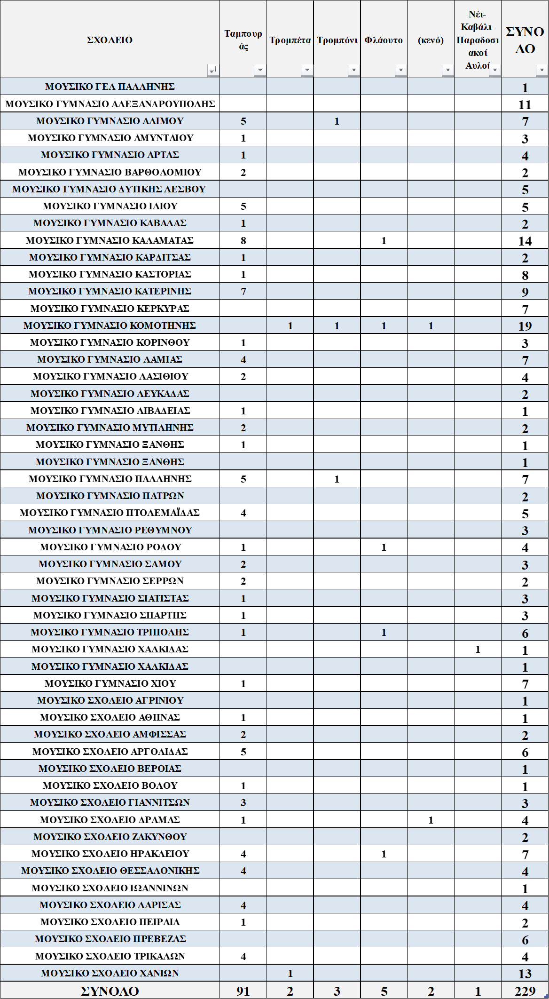 ΣΧΟΛΕΙΟ Ταμπουράς Τρομπέτα Τρομπόνι Φλάουτο (κενό) Νέι-Καβάλι-Παραδοσιακοί Αυλοί ΣΥΝΟΛΟ
ΜΟΥΣΙΚΟ ΓΕΛ ΠΑΛΛΗΝΗΣ 1
ΜΟΥΣΙΚΟ ΓΥΜΝΑΣΙΟ ΑΛΕΞΑΝΔΡΟΥΠΟΛΗΣ 11
ΜΟΥΣΙΚΟ ΓΥΜΝΑΣΙΟ ΑΛΙΜΟΥ 5 1 7
ΜΟΥΣΙΚΟ ΓΥΜΝΑΣΙΟ ΑΜΥΝΤΑΙΟΥ 1 3
ΜΟΥΣΙΚΟ ΓΥΜΝΑΣΙΟ ΑΡΤΑΣ 1 4
ΜΟΥΣΙΚΟ ΓΥΜΝΑΣΙΟ ΒΑΡΘΟΛΟΜΙΟΥ 2 2
ΜΟΥΣΙΚΟ ΓΥΜΝΑΣΙΟ ΔΥΤΙΚΗΣ ΛΕΣΒΟΥ 5
ΜΟΥΣΙΚΟ ΓΥΜΝΑΣΙΟ ΙΛΙΟΥ 5 5
ΜΟΥΣΙΚΟ ΓΥΜΝΑΣΙΟ ΚΑΒΑΛΑΣ 1 2
ΜΟΥΣΙΚΟ ΓΥΜΝΑΣΙΟ ΚΑΛΑΜΑΤΑΣ 8 1 14
ΜΟΥΣΙΚΟ ΓΥΜΝΑΣΙΟ ΚΑΡΔΙΤΣΑΣ 1 2
ΜΟΥΣΙΚΟ ΓΥΜΝΑΣΙΟ ΚΑΣΤΟΡΙΑΣ 1 8
ΜΟΥΣΙΚΟ ΓΥΜΝΑΣΙΟ ΚΑΤΕΡΙΝΗΣ 7 9
ΜΟΥΣΙΚΟ ΓΥΜΝΑΣΙΟ ΚΕΡΚΥΡΑΣ 7
ΜΟΥΣΙΚΟ ΓΥΜΝΑΣΙΟ ΚΟΜΟΤΗΝΗΣ 1 1 1 1 19
ΜΟΥΣΙΚΟ ΓΥΜΝΑΣΙΟ ΚΟΡΙΝΘΟΥ 1 3
ΜΟΥΣΙΚΟ ΓΥΜΝΑΣΙΟ ΛΑΜΙΑΣ 4 7
ΜΟΥΣΙΚΟ ΓΥΜΝΑΣΙΟ ΛΑΣΙΘΙΟΥ 2 4
ΜΟΥΣΙΚΟ ΓΥΜΝΑΣΙΟ ΛΕΥΚΑΔΑΣ 2
ΜΟΥΣΙΚΟ ΓΥΜΝΑΣΙΟ ΛΙΒΑΔΕΙΑΣ 1 1
ΜΟΥΣΙΚΟ ΓΥΜΝΑΣΙΟ ΜΥΤΙΛΗΝΗΣ 2 2
ΜΟΥΣΙΚΟ ΓΥΜΝΑΣΙΟ ΞΑΝΘΗΣ 1 1
ΜΟΥΣΙΚΟ ΓΥΜΝΑΣΙΟ ΞΑΝΘΗΣ 1
ΜΟΥΣΙΚΟ ΓΥΜΝΑΣΙΟ ΠΑΛΛΗΝΗΣ 5 1 7
ΜΟΥΣΙΚΟ ΓΥΜΝΑΣΙΟ ΠΑΤΡΩΝ 2
ΜΟΥΣΙΚΟ ΓΥΜΝΑΣΙΟ ΠΤΟΛΕΜΑΪΔΑΣ 4 5
ΜΟΥΣΙΚΟ ΓΥΜΝΑΣΙΟ ΡΕΘΥΜΝΟΥ 3
ΜΟΥΣΙΚΟ ΓΥΜΝΑΣΙΟ ΡΟΔΟΥ 1 1 4
ΜΟΥΣΙΚΟ ΓΥΜΝΑΣΙΟ ΣΑΜΟΥ 2 3
ΜΟΥΣΙΚΟ ΓΥΜΝΑΣΙΟ ΣΕΡΡΩΝ 2 2
ΜΟΥΣΙΚΟ ΓΥΜΝΑΣΙΟ ΣΙΑΤΙΣΤΑΣ 1 3
ΜΟΥΣΙΚΟ ΓΥΜΝΑΣΙΟ ΣΠΑΡΤΗΣ 1 3
ΜΟΥΣΙΚΟ ΓΥΜΝΑΣΙΟ ΤΡΙΠΟΛΗΣ 1 1 6
ΜΟΥΣΙΚΟ ΓΥΜΝΑΣΙΟ ΧΑΛΚΙΔΑΣ 1 1
ΜΟΥΣΙΚΟ ΓΥΜΝΑΣΙΟ ΧΑΛΚΙΔΑΣ 1
ΜΟΥΣΙΚΟ ΓΥΜΝΑΣΙΟ ΧΙΟΥ 1 7
ΜΟΥΣΙΚΟ ΣΧΟΛΕΙΟ ΑΓΡΙΝΙΟΥ 1
ΜΟΥΣΙΚΟ ΣΧΟΛΕΙΟ ΑΘΗΝΑΣ 1 1
ΜΟΥΣΙΚΟ ΣΧΟΛΕΙΟ ΑΜΦΙΣΣΑΣ 2 2
ΜΟΥΣΙΚΟ ΣΧΟΛΕΙΟ ΑΡΓΟΛΙΔΑΣ 5 6
ΜΟΥΣΙΚΟ ΣΧΟΛΕΙΟ ΒΕΡΟΙΑΣ 1
ΜΟΥΣΙΚΟ ΣΧΟΛΕΙΟ ΒΟΛΟΥ 1 1
ΜΟΥΣΙΚΟ ΣΧΟΛΕΙΟ ΓΙΑΝΝΙΤΣΩΝ 3 3
ΜΟΥΣΙΚΟ ΣΧΟΛΕΙΟ ΔΡΑΜΑΣ 1 1 4
ΜΟΥΣΙΚΟ ΣΧΟΛΕΙΟ ΖΑΚΥΝΘΟΥ 2
ΜΟΥΣΙΚΟ ΣΧΟΛΕΙΟ ΗΡΑΚΛΕΙΟΥ 4 1 7
ΜΟΥΣΙΚΟ ΣΧΟΛΕΙΟ ΘΕΣΣΑΛΟΝΙΚΗΣ 4 4
ΜΟΥΣΙΚΟ ΣΧΟΛΕΙΟ ΙΩΑΝΝΙΝΩΝ 1
ΜΟΥΣΙΚΟ ΣΧΟΛΕΙΟ ΛΑΡΙΣΑΣ 4 4
ΜΟΥΣΙΚΟ ΣΧΟΛΕΙΟ ΠΕΙΡΑΙΑ 1 2
ΜΟΥΣΙΚΟ ΣΧΟΛΕΙΟ ΠΡΕΒΕΖΑΣ 6
ΜΟΥΣΙΚΟ ΣΧΟΛΕΙΟ ΤΡΙΚΑΛΩΝ 4 4
ΜΟΥΣΙΚΟ ΣΧΟΛΕΙΟ ΧΑΝΙΩΝ 1 13
ΣΥΝΟΛΟ 91 2 3 5 2 1 229